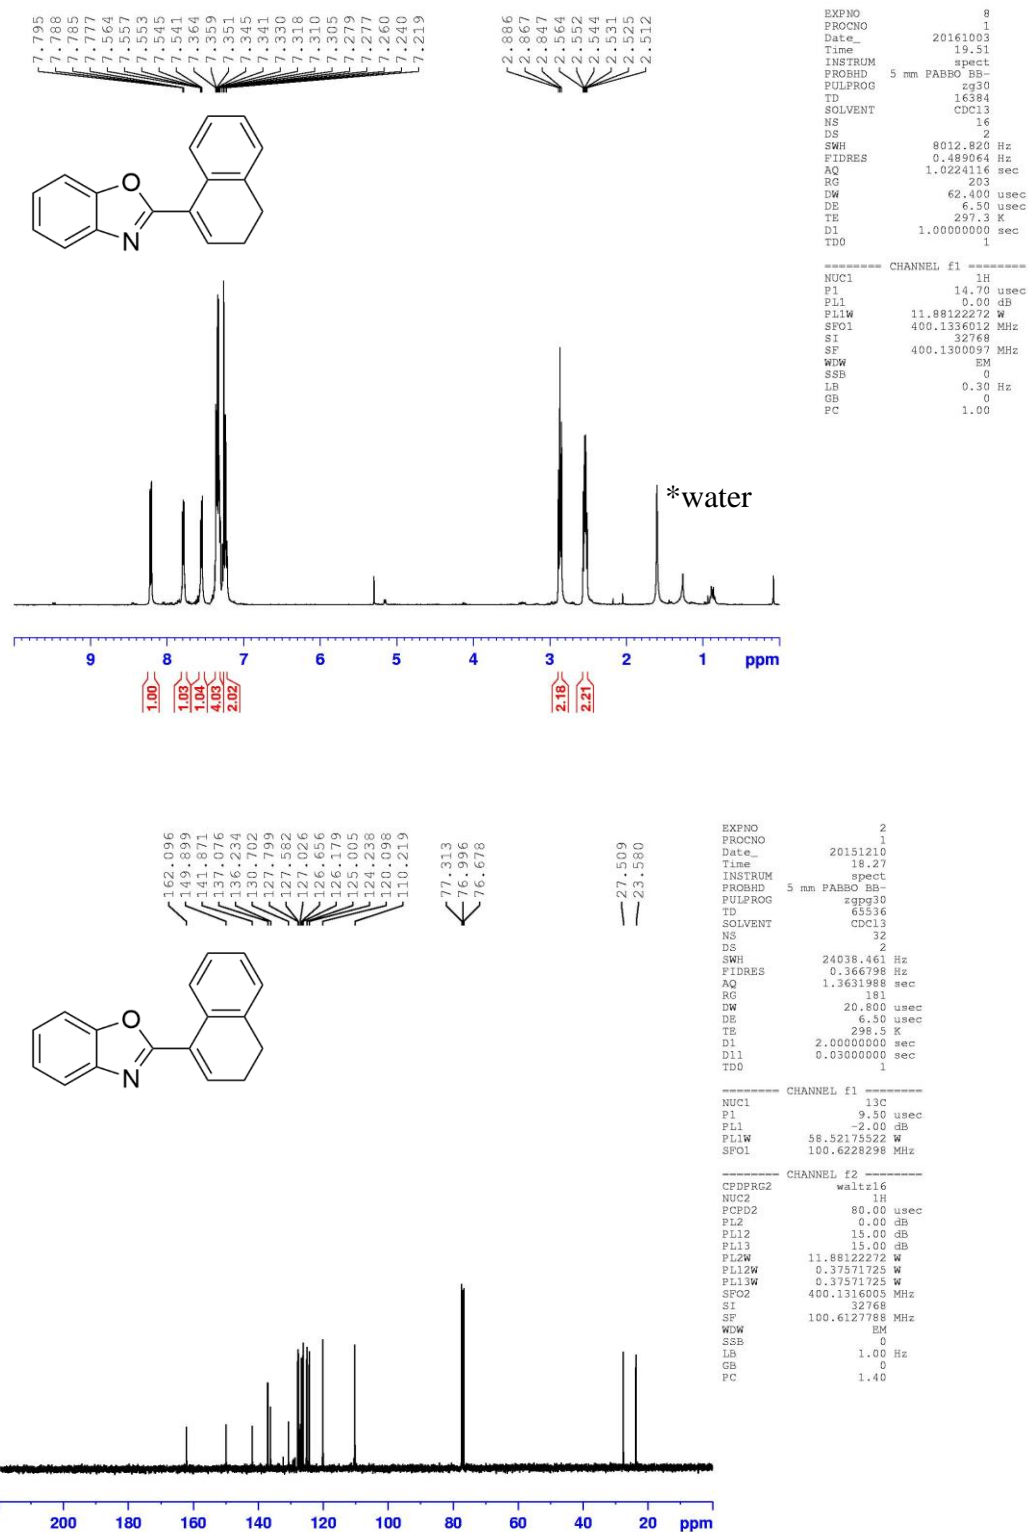 7.795
7.788
7.785
7.777
7.564
7.557
7.553
7.545
7.541
7.364
7.359
7.351
7.345
7.341
7.330
7.318
7.310
7.305
7.279
7.277
7.260
7.240
7.219
2.886
2.867
2.847
2.564
2.552
2.544
2.531
2.525
2.512
EXPNO 8
PROCNO 1
Date_ 20161003
Time 19.51
INSTRUM spect
PROBHD 5 mm PABBO BB-
PULPROG zg30
TD 16384
SOLVENT CDCl3
NS 16
DS 2
SWH 8012.820 Hz
FIDRES 0.489064 Hz
AQ 1.0224116 sec
RG 203
DW 62.400 usec
DE 6.50 usec
TE 297.3 K
D1 1.00000000 sec
TD0 1
======== CHANNEL f1 ========
NUC1 1H
P1 14.70 usec
PL1 0.00 dB
PL1W 11.88122272 W
SFO1 400.1336012 MHz
SI 32768
SF 400.1300097 MHz
WDW EM
SSB 0
LB 0.30 Hz
GB 0
PC 1.00
O
N
*water
9 8 7 6 5 4 3 2 1 ppm
1.00
1.03
1.04
4.03
2.02
2.18
2.21
162.096
149.899
141.871
137.076
136.234
130.702
127.799
127.582
127.026
126.656
126.179
125.005
124.238
120.098
110.219
77.313
76.996
76.678
27.509
23.580
EXPNO 2
PROCNO 1
Date_ 20151210
Time 18.27
INSTRUM spect
PROBHD 5 mm PABBO BB-
PULPROG zgpg30
TD 65536
SOLVENT CDCl3
NS 32
DS 2
SWH 24038.461 Hz
FIDRES 0.366798 Hz
AQ 1.3631988 sec
RG 181
DW 20.800 usec
DE 6.50 usec
TE 298.5 K
D1 2.00000000 sec
D11 0.03000000 sec
TD0 1
======== CHANNEL f1 ========
NUC1 13C
P1 9.50 usec
PL1 -2.00 dB
PL1W 58.52175522 W
SFO1 100.6228298 MHz
======== CHANNEL f2 ========
CPDPRG2 waltz16
NUC2 1H
PCPD2 80.00 usec
PL2 0.00 dB
PL12 15.00 dB
PL13 15.00 dB
PL2W 11.88122272 W
PL12W 0.37571725 W
PL13W 0.37571725 W
SFO2 400.1316005 MHz
SI 32768
SF 100.6127788 MHz
WDW EM
SSB 0
LB 1.00 Hz
GB 0
PC 1.40
O
N
200 180 160 140 120 100 80 60 40 20 ppm